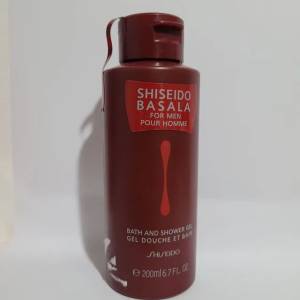 SHISEIDO
BASALA
FOR MEN
POUR HOMME
BATH AND SHOWER GEL
GEL DOUCHE ET BAIN
SHISEIDO
e 200ml 6.7 FL. OZ.